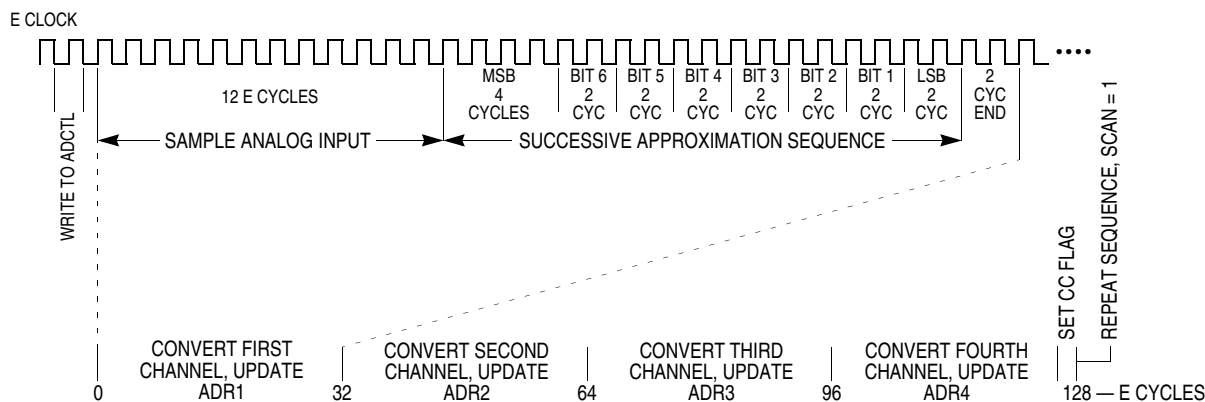 E CLOCK
12 E CYCLES
MSB
4
CYCLES
BIT 6
2
CYC
BIT 5
2
CYC
BIT 4
2
CYC
BIT 3
2
CYC
BIT 2
2
CYC
BIT 1
2
CYC
LSB
2
CYC
2
CYC
END
WRITE TO ADCTL
SAMPLE ANALOG INPUT
SUCCESSIVE APPROXIMATION SEQUENCE
SET CC FLAG
REPEAT SEQUENCE, SCAN = 1
CONVERT FIRST
CHANNEL, UPDATE
ADR1
CONVERT SECOND
CHANNEL, UPDATE
ADR2
CONVERT THIRD
CHANNEL, UPDATE
ADR3
CONVERT FOURTH
CHANNEL, UPDATE
ADR4
0
32
64
96
128 — E CYCLES